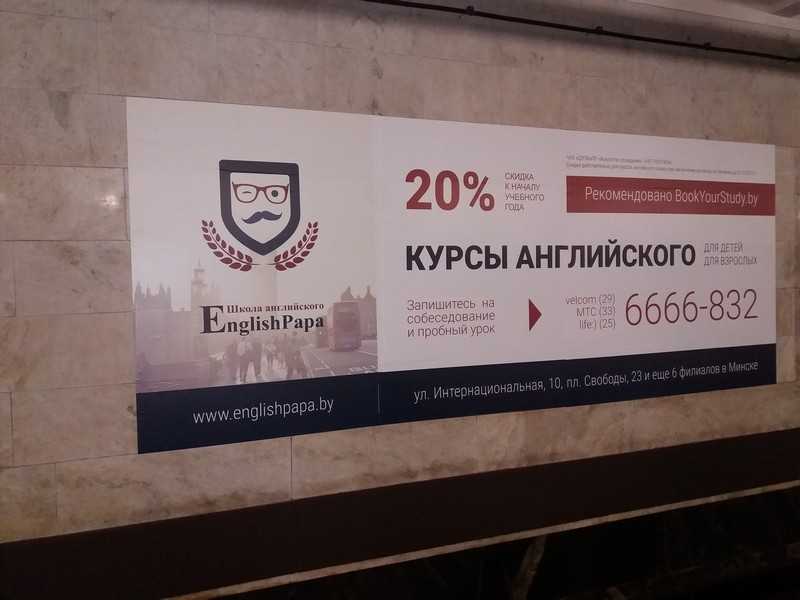 Школа английского
EnglishPapa
www.englishpapa.by
20%
СКИДКА
К НАЧАЛУ
УЧЕБНОГО
ГОДА
Рекомендовано BookYourStudy.by
КУРСЫ АНГЛИЙСКОГО
ДЛЯ ДЕТЕЙ
ДЛЯ ВЗРОСЛЫХ
Запишитесь на
собеседование
и пробный урок
velcom (29)
МТС (33)
life:) (25)
6666-832
ул. Интернациональная, 10, пл. Свободы, 23 и еще 6 филиалов в Минске